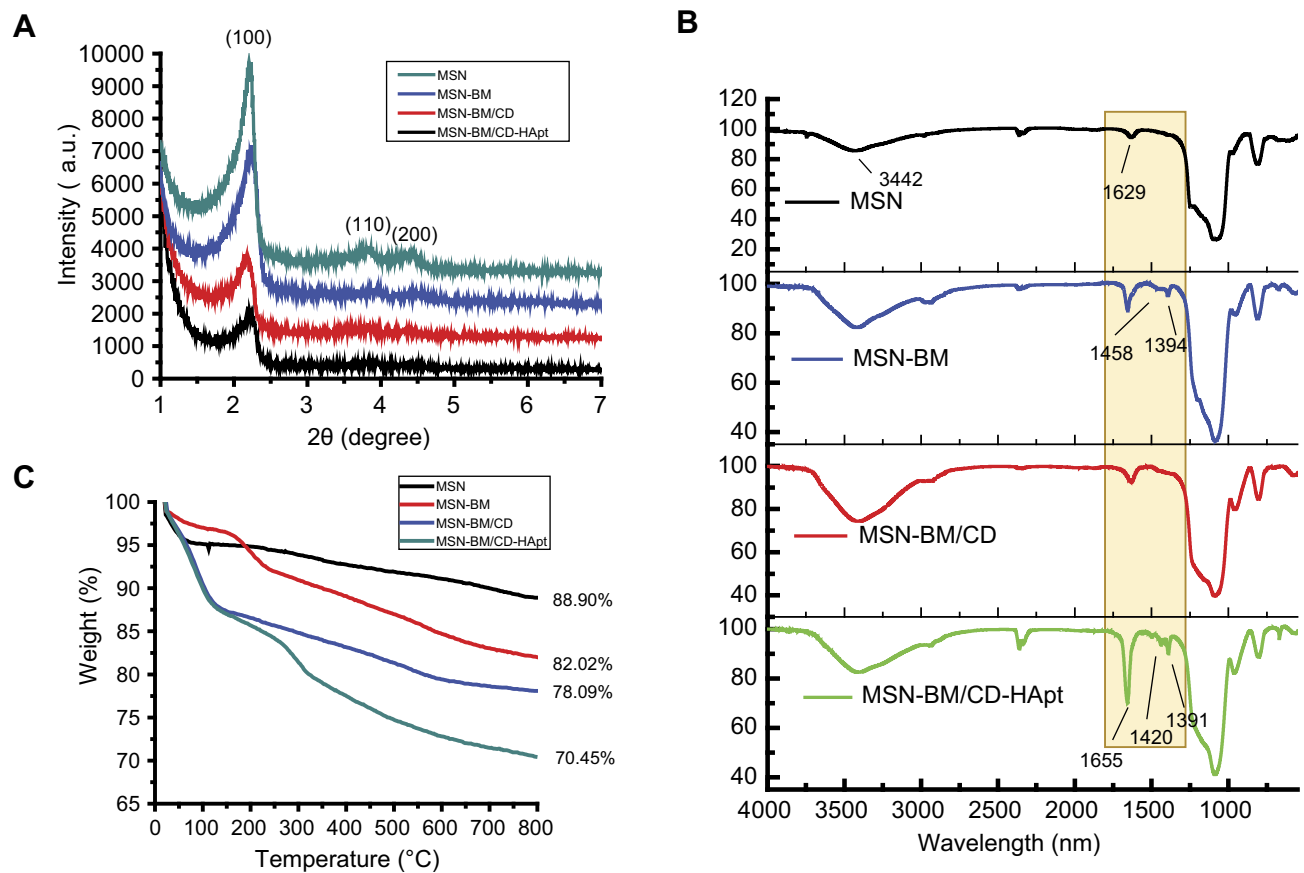 A
(100)
10000
9000
8000
7000
6000
5000
4000
3000
2000
1000
0
Intensity ( a.u.)
MSN
MSN-BM
MSN-BM/CD
MSN-BM/CD-HApt
(110)
(200)
1 2 3 4 5 6 7
2θ (degree)
B
120
100
80
60
40
20
3442
1629
MSN
100
80
60
40
1458
1394
MSN-BM
100
80
60
40
MSN-BM/CD
100
80
60
40
MSN-BM/CD-HApt
1655
1420
1391
4000 3500 3000 2500 2000 1500 1000
Wavelength (nm)
C
100
95
90
85
80
75
70
65
Weight (%)
MSN
MSN-BM
MSN-BM/CD
MSN-BM/CD-HApt
88.90%
82.02%
78.09%
70.45%
0 100 200 300 400 500 600 700 800
Temperature (°C)